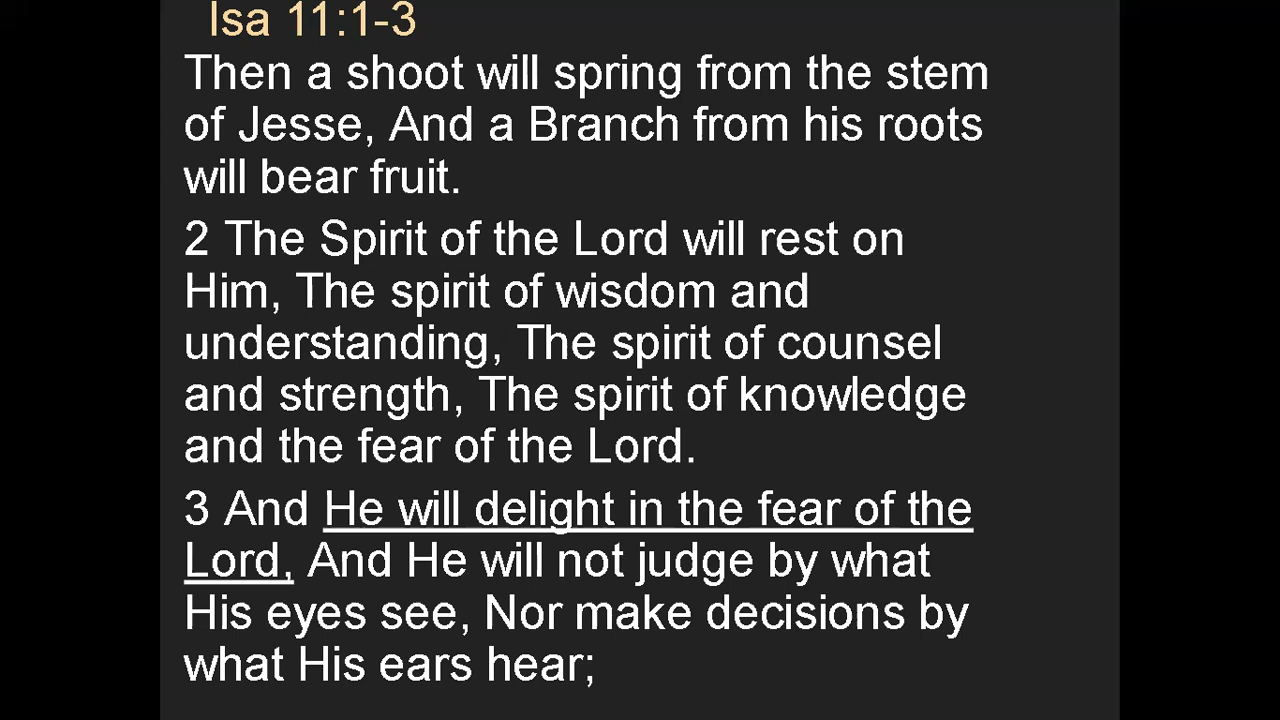 Isa 11:1-3
Then a shoot will spring from the stem
of Jesse, And a Branch from his roots
will bear fruit.
2 The Spirit of the Lord will rest on
Him, The spirit of wisdom and
understanding, The spirit of counsel
and strength, The spirit of knowledge
and the fear of the Lord.
3 And He will delight in the fear of the
Lord, And He will not judge by what
His eyes see, Nor make decisions by
what His ears hear;